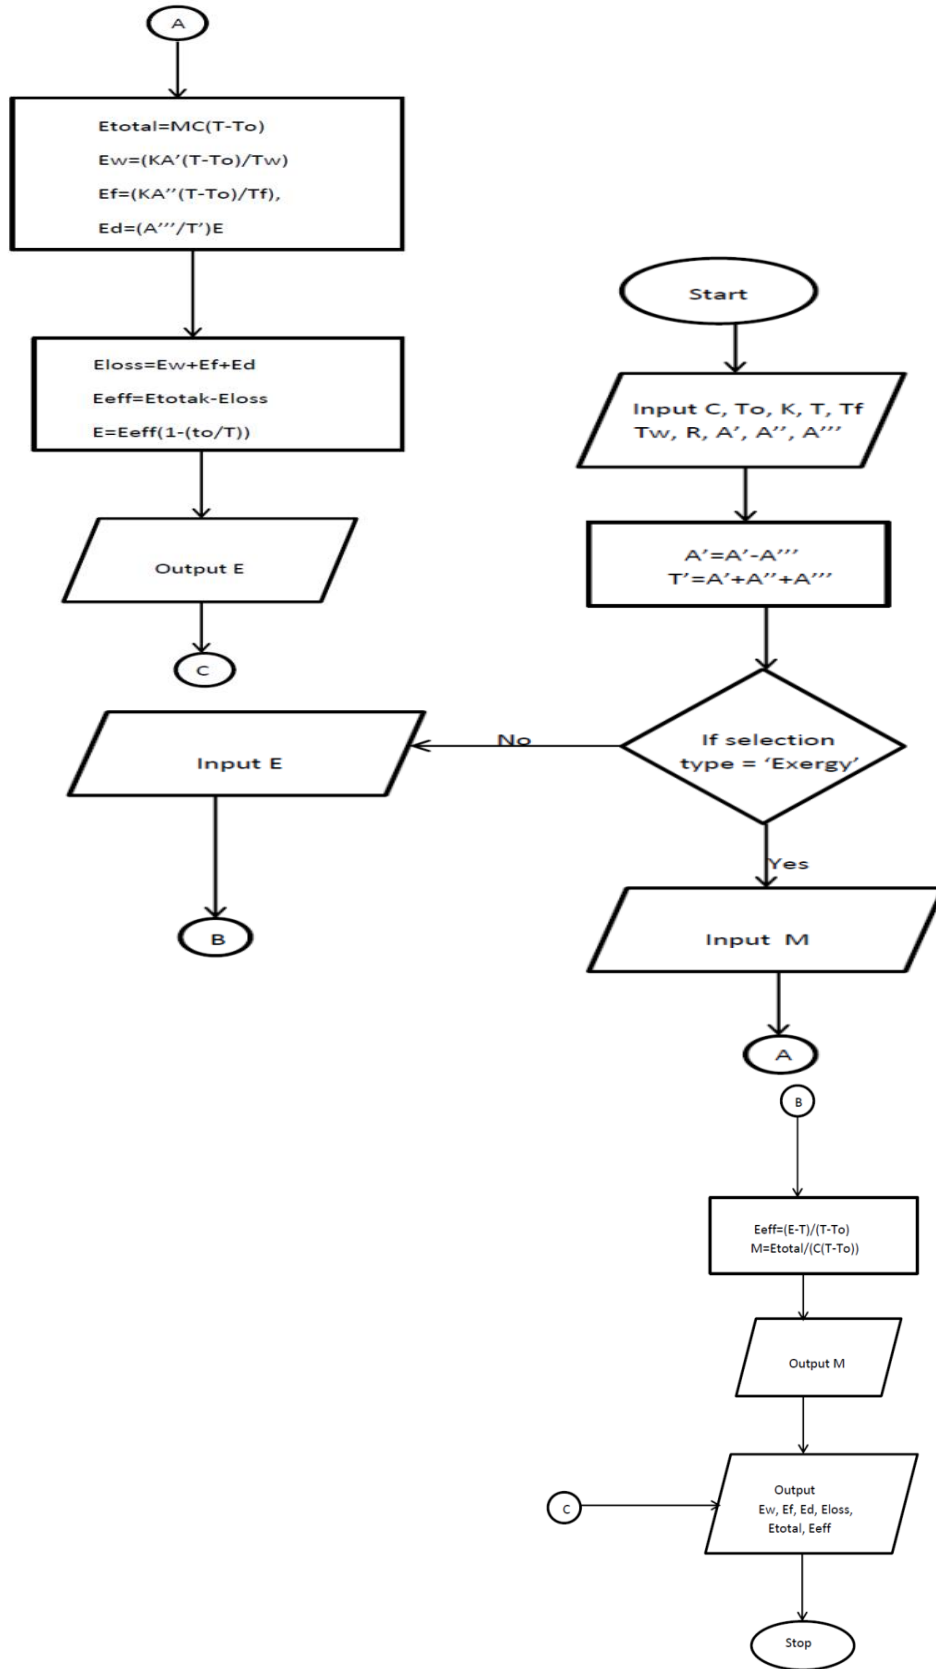 A
Etotal=MC(T-To)
Ew=(KA’(T-To)/Tw)
Ef=(KA’’(T-To)/Tf),
Ed=(A’’’/T’)E
Eloss=Ew+Ef+Ed
Eeff=Etotak-Eloss
E=Eeff(1-(to/T))
Output E
C
Start
Input C, To, K, T, Tf
Tw, R, A’, A’’, A’’’
A’=A’-A’’’
T’=A’+A’’+A’’’
If selection
type = ‘Exergy’
No
Input E
B
Yes
Input M
A
B
Eeff=(E-T)/(T-To)
M=Etotal/(C(T-To))
Output M
C
Output
Ew, Ef, Ed, Eloss,
Etotal, Eeff
Stop